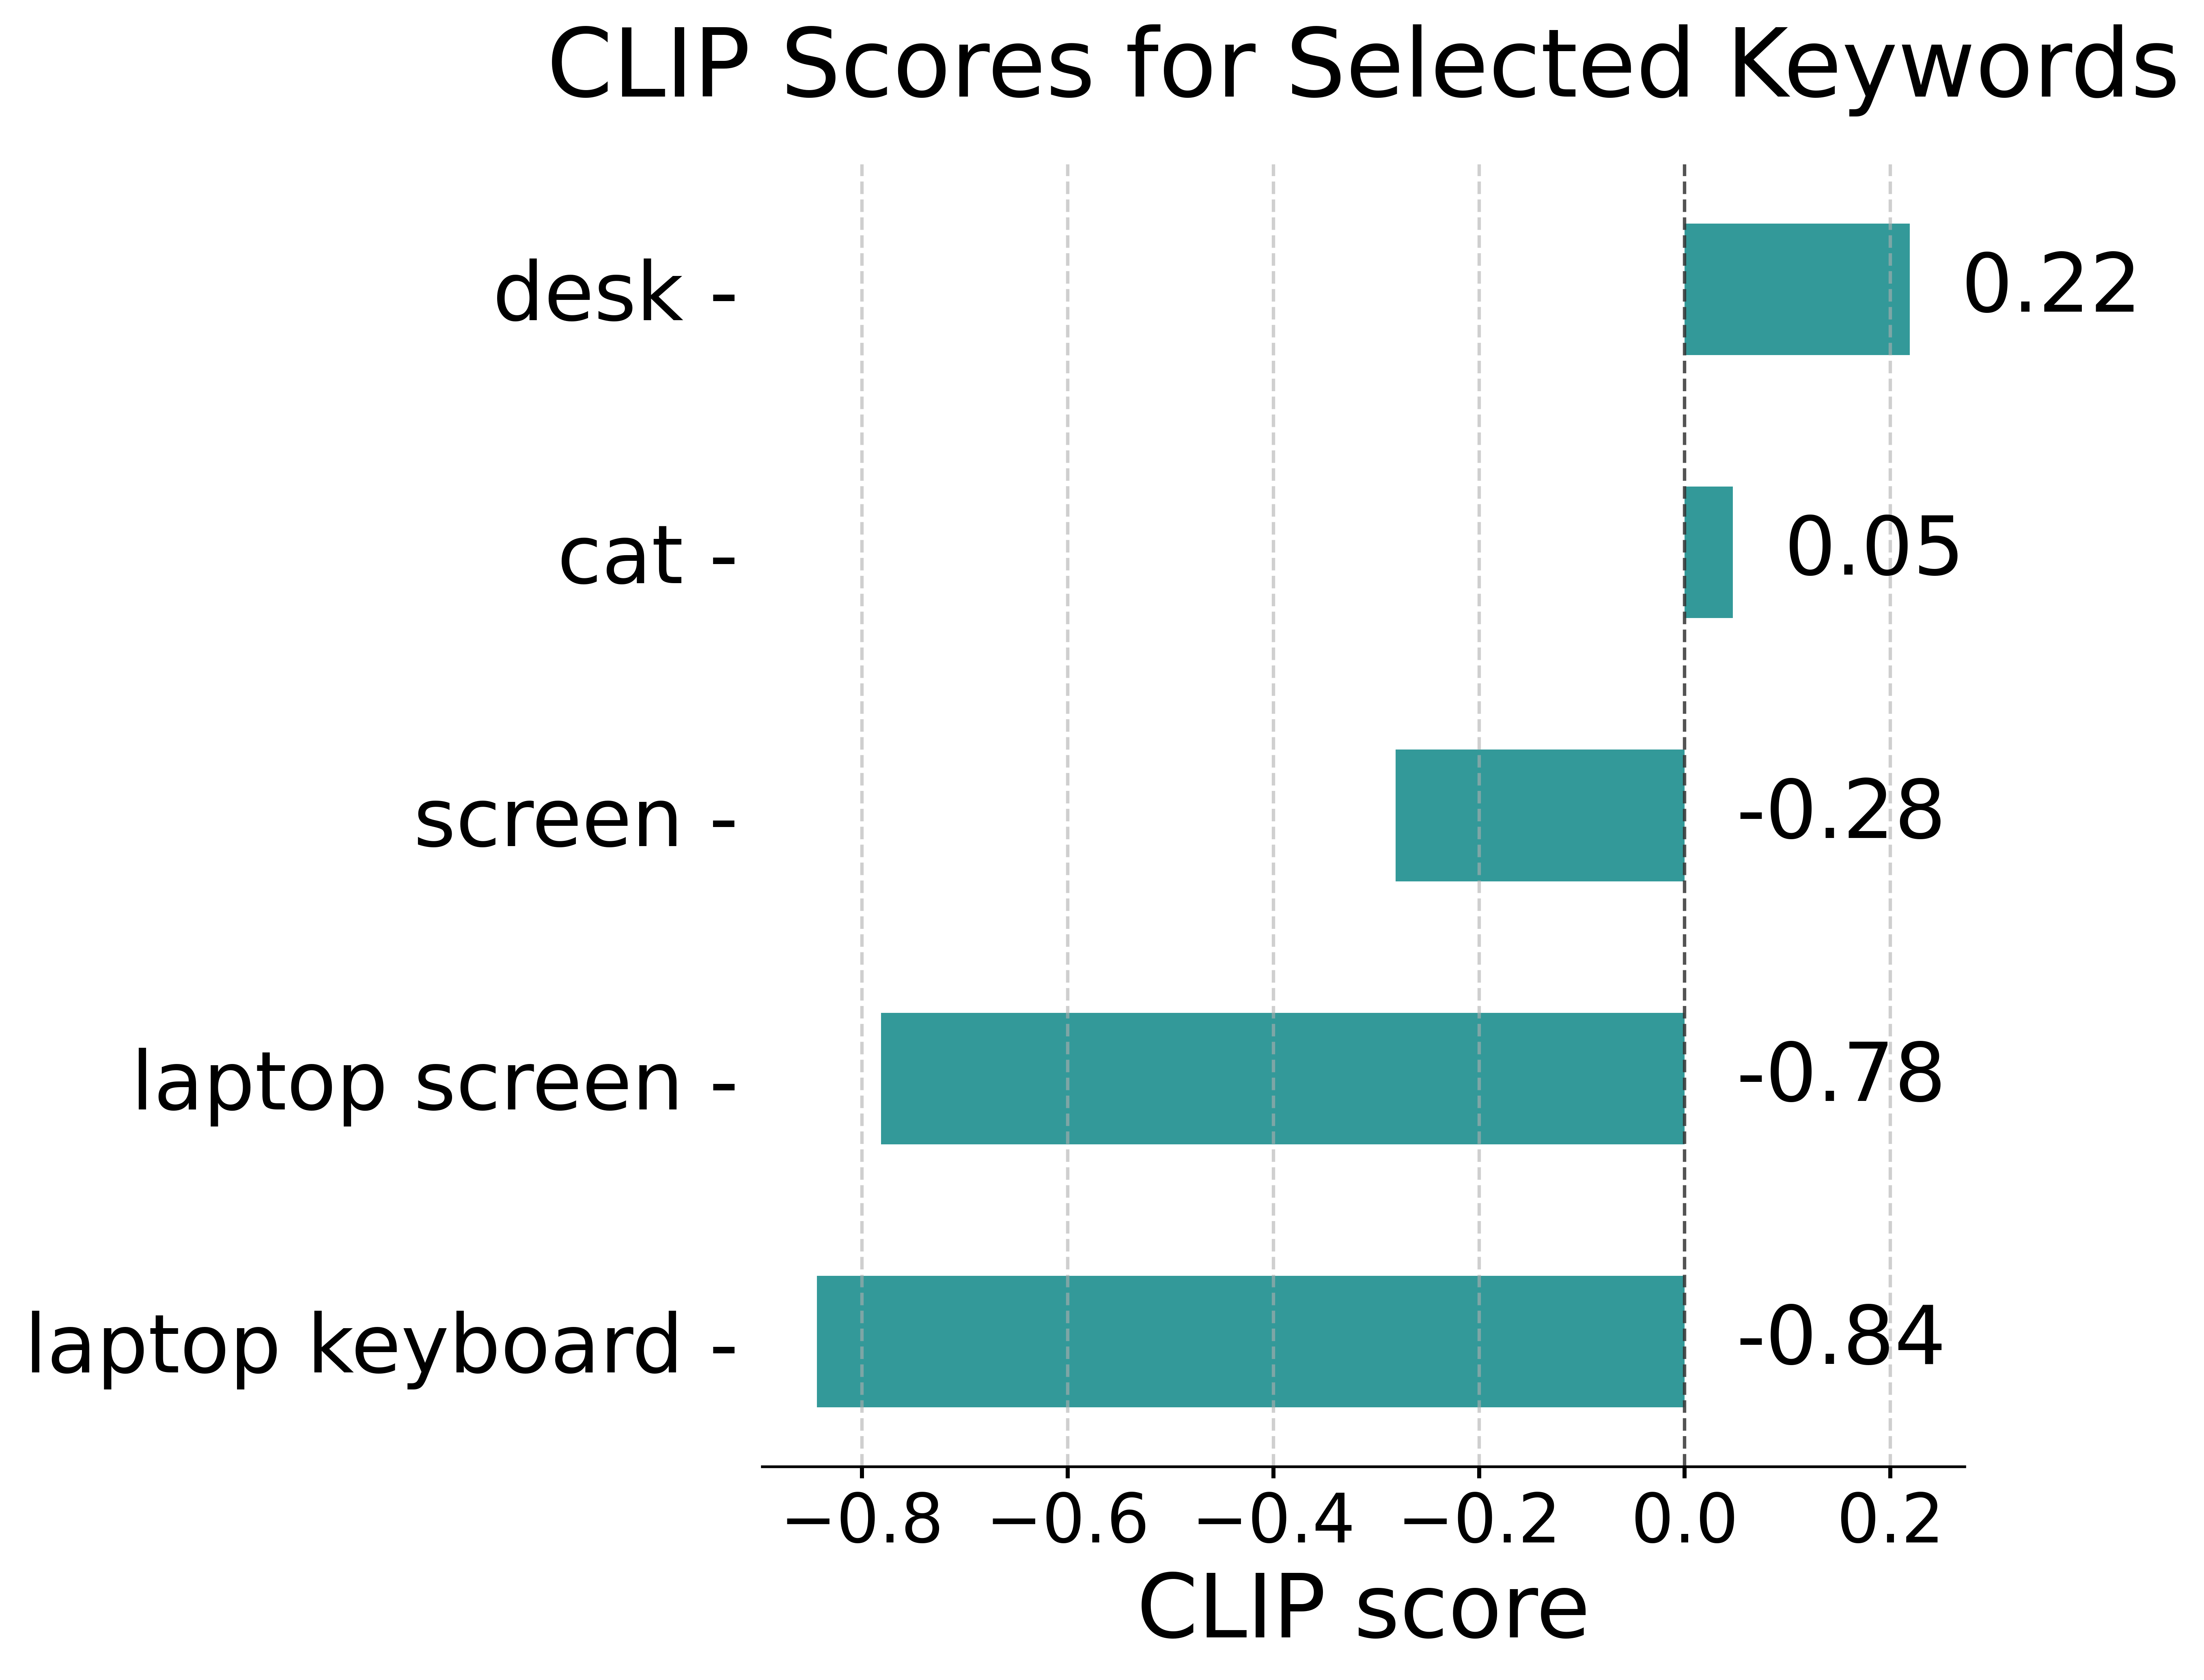 CLIP Scores for Selected Keywords
desk - 0.22
cat - 0.05
screen - -0.28
laptop screen - -0.78
laptop keyboard - -0.84
−0.8 −0.6 −0.4 −0.2 0.0 0.2
CLIP score